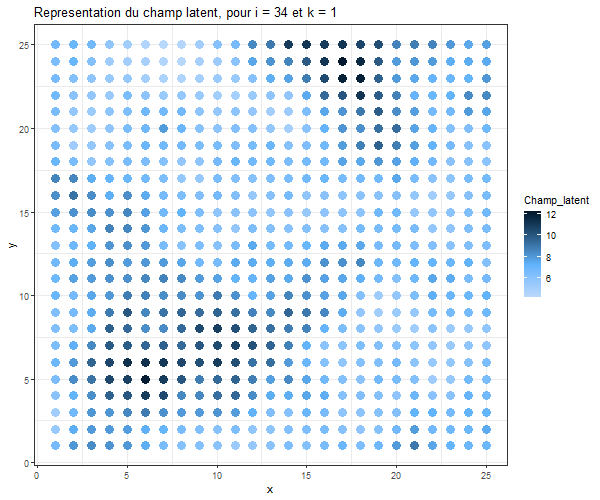 Representation du champ latent, pour i = 34 et k = 1
25
20
15
10
5
0
y
0 5 10 15 20 25
x
Champ_latent
12
10
8
6